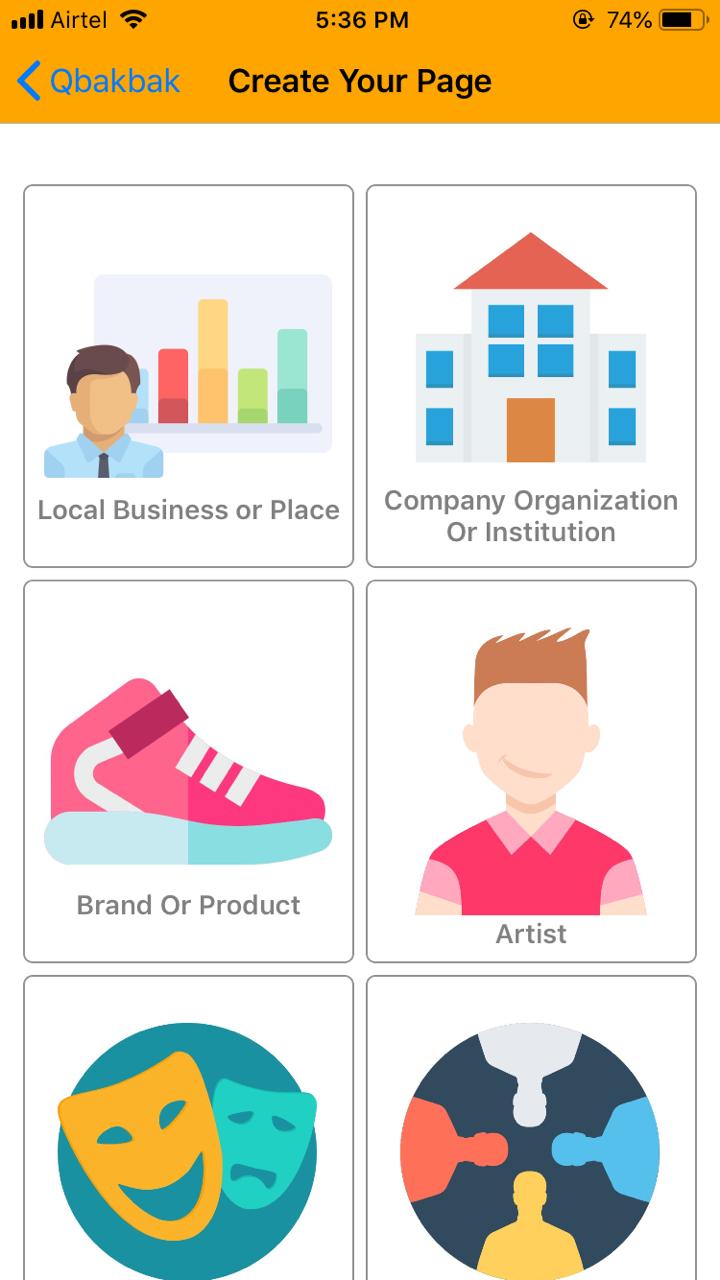 Airtel 5:36 PM 74%
Qbakbak Create Your Page
Local Business or Place
Company Organization
Or Institution
Brand Or Product
Artist